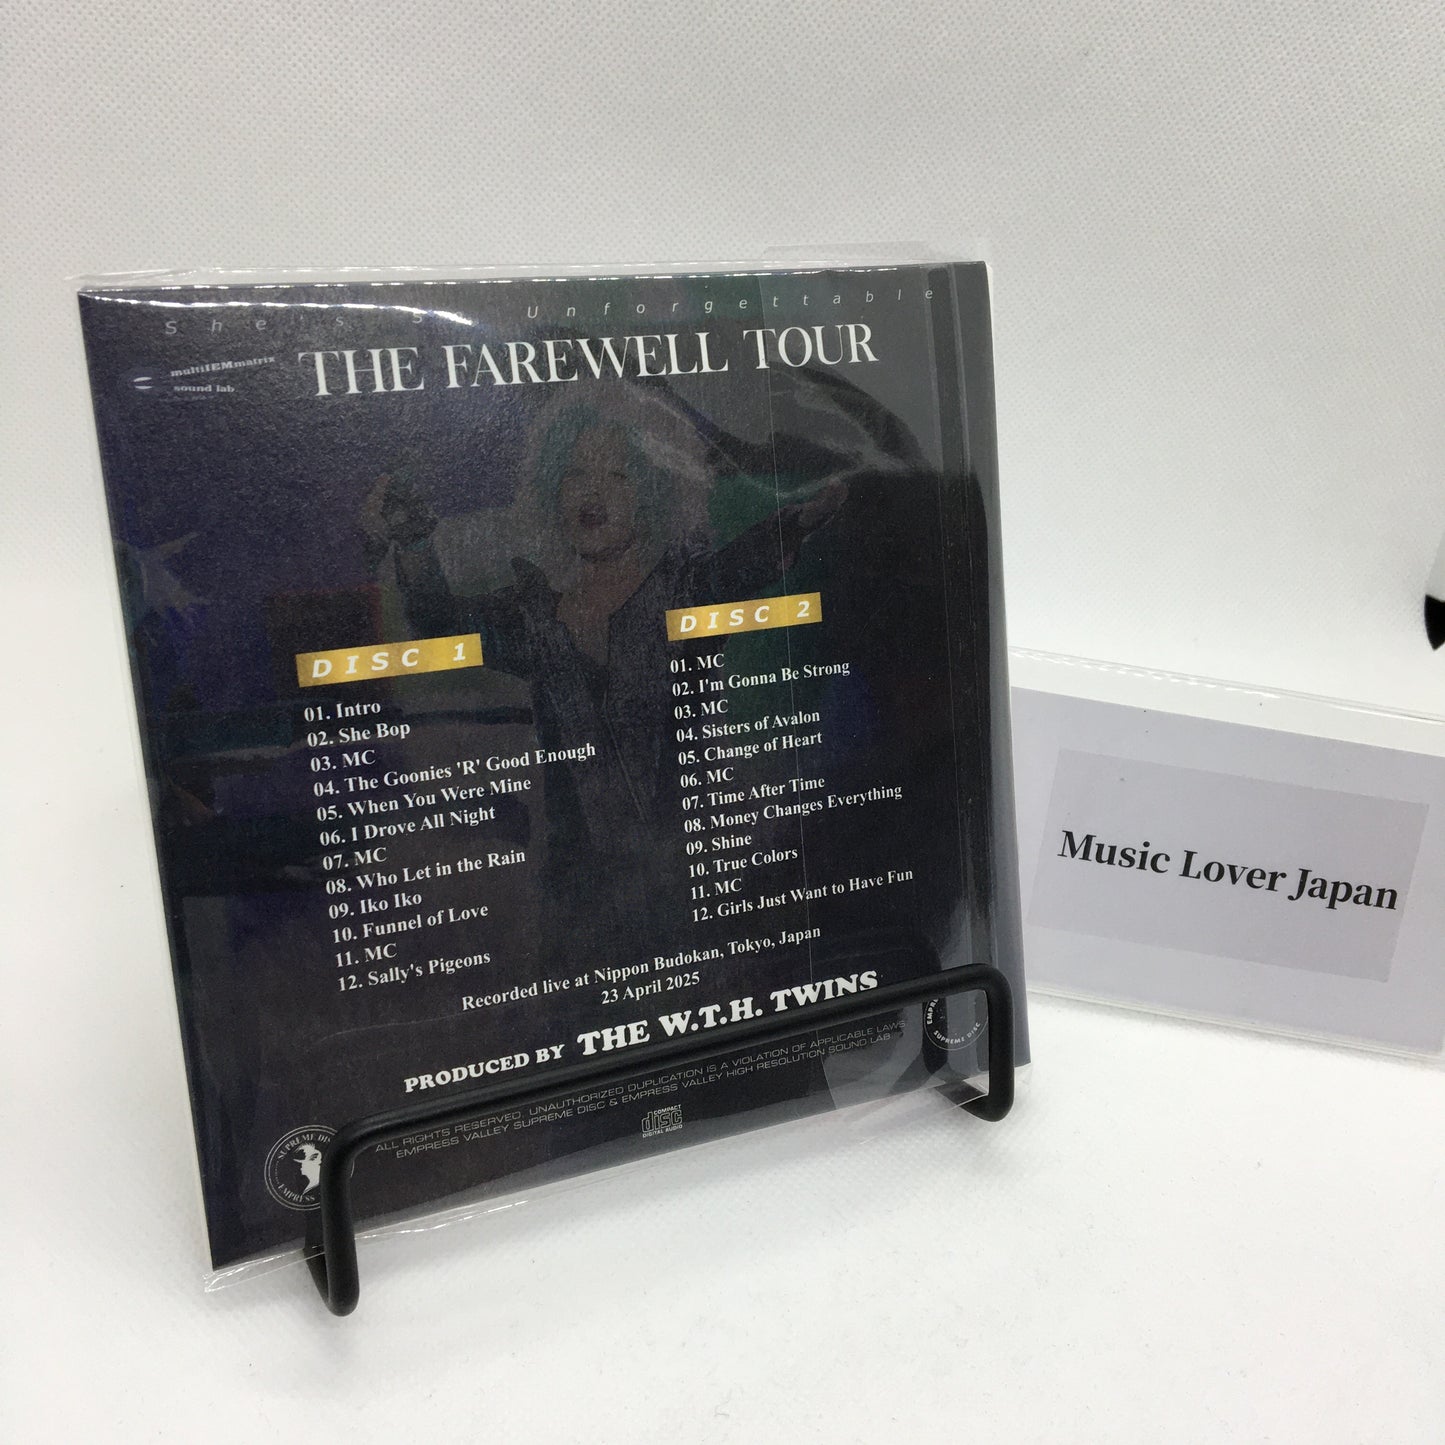 She's So Unforgettable
multiIEMmatrix
sound lab
THE FAREWELL TOUR
DISC 1
01. Intro
02. She Bop
03. MC
04. The Goonies 'R' Good Enough
05. When You Were Mine
06. I Drove All Night
07. MC
08. Who Let in the Rain
09. Iko Iko
10. Funnel of Love
11. MC
12. Sally's Pigeons
DISC 2
01. MC
02. I'm Gonna Be Strong
03. MC
04. Sisters of Avalon
05. Change of Heart
06. MC
07. Time After Time
08. Money Changes Everything
09. Shine
10. True Colors
11. MC
12. Girls Just Want to Have Fun
Recorded live at Nippon Budokan, Tokyo, Japan
23 April 2025
PRODUCED BY THE W.T.H. TWINS
ALL RIGHTS RESERVED. UNAUTHORIZED DUPLICATION IS A VIOLATION OF APPLICABLE LAWS
EMPRESS VALLEY SUPREME DISC & EMPRESS VALLEY HIGH RESOLUTION SOUND LAB
COMPACT
disc
DIGITAL AUDIO
SUPREME DISC
Music Lover Japan